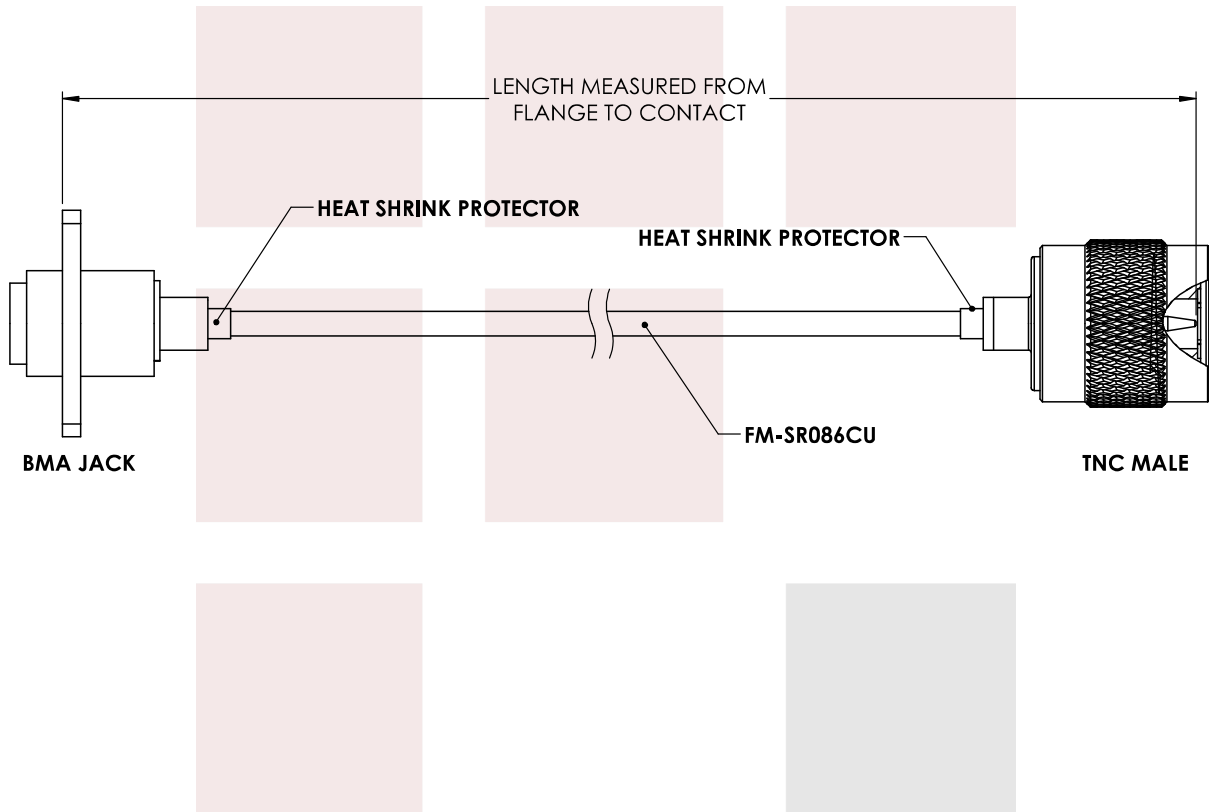 LENGTH MEASURED FROM
FLANGE TO CONTACT
HEAT SHRINK PROTECTOR
HEAT SHRINK PROTECTOR
FM-SR086CU
BMA JACK
TNC MALE